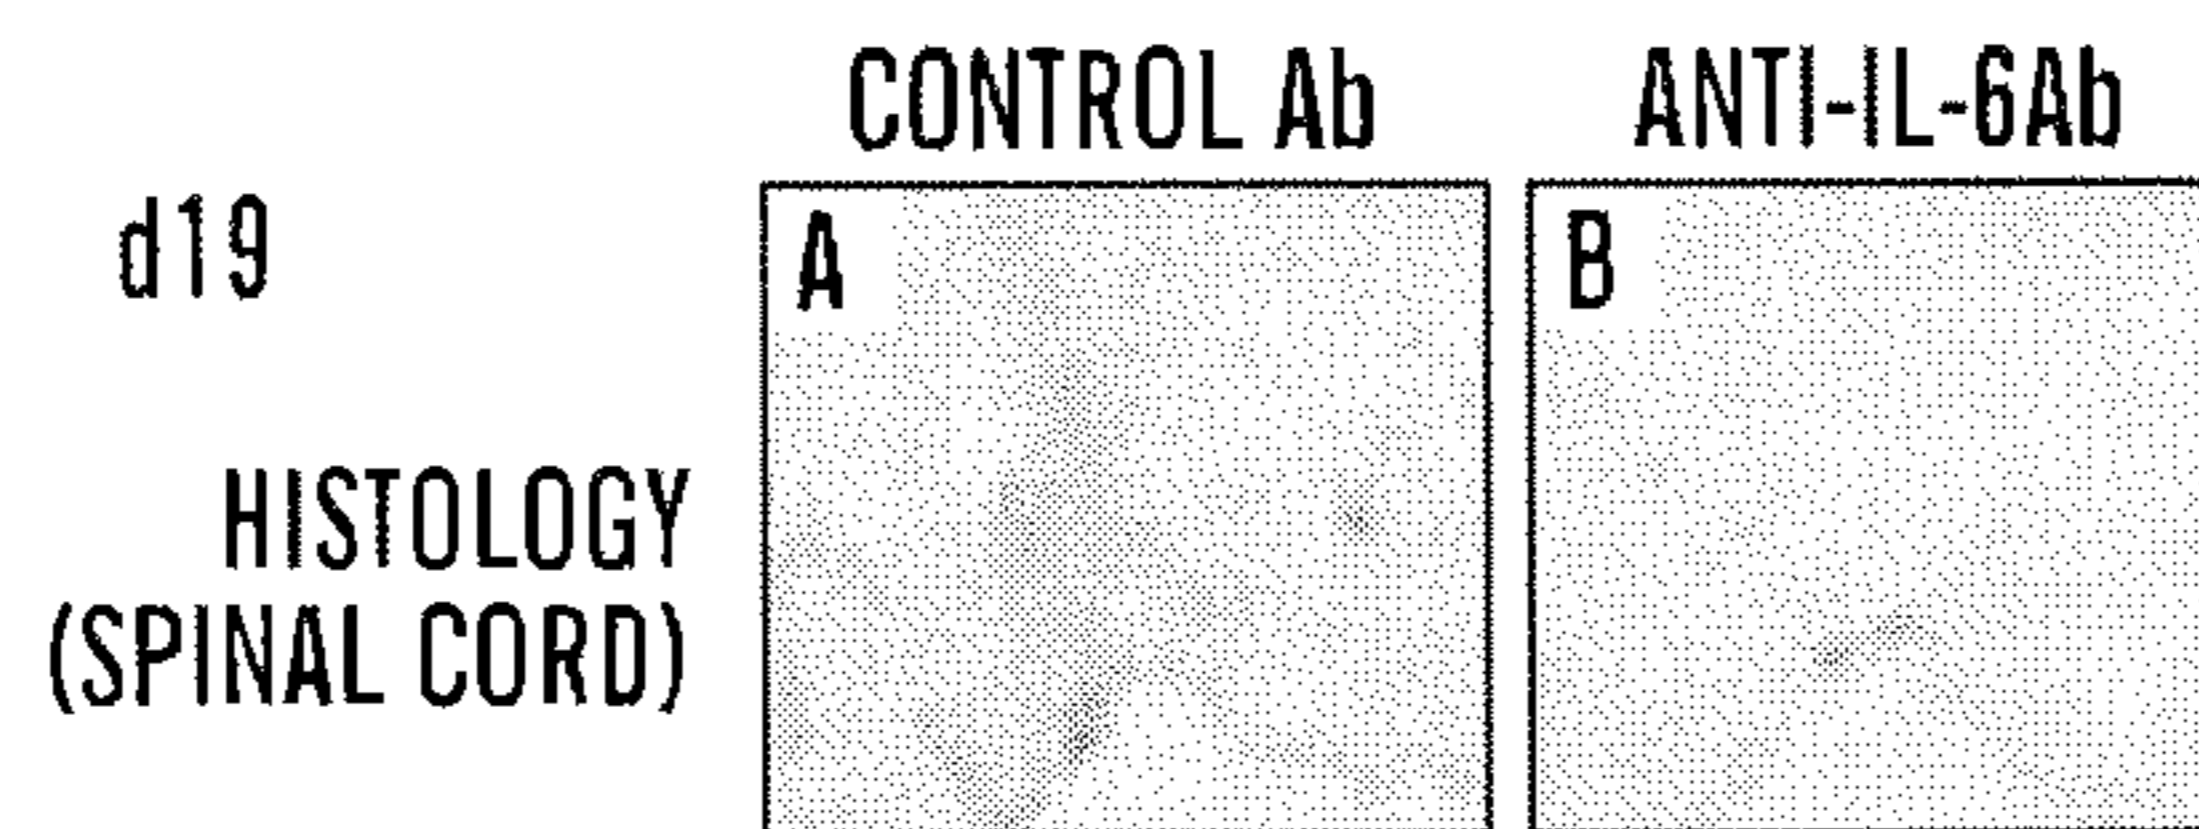 CONTROL Ab
ANTI-IL-6Ab
d19
A
B
HISTOLOGY
(SPINAL CORD)